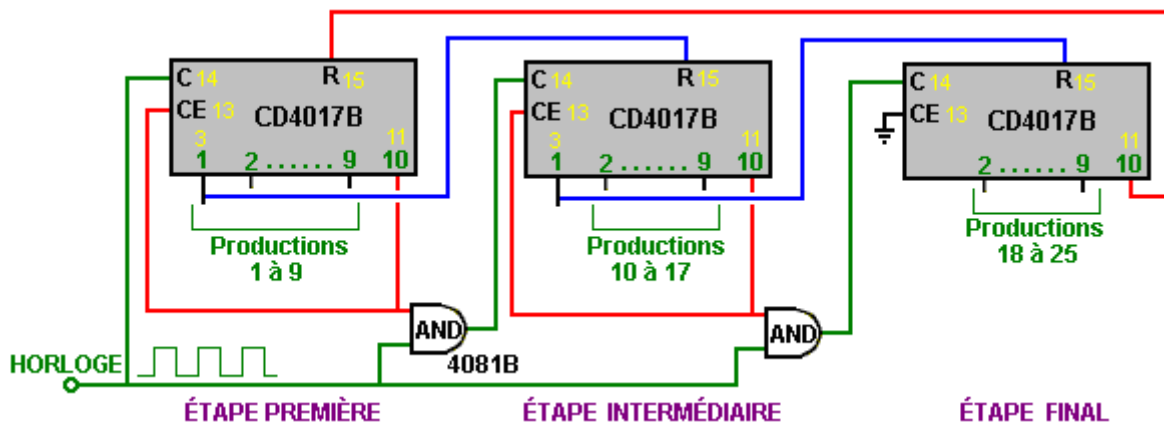 C 14 R 15
CE 13 CD4017B
3 11
1 2 ...... 9 10
Productions
1 à 9
C 14 R 15
CE 13 CD4017B
3 11
1 2 ...... 9 10
Productions
10 à 17
C 14 R 15
CE 13 CD4017B
11
2 ...... 9 10
Productions
18 à 25
AND
4081B
AND
HORLOGE
ÉTAPE PREMIÈRE
ÉTAPE INTERMÉDIAIRE
ÉTAPE FINAL